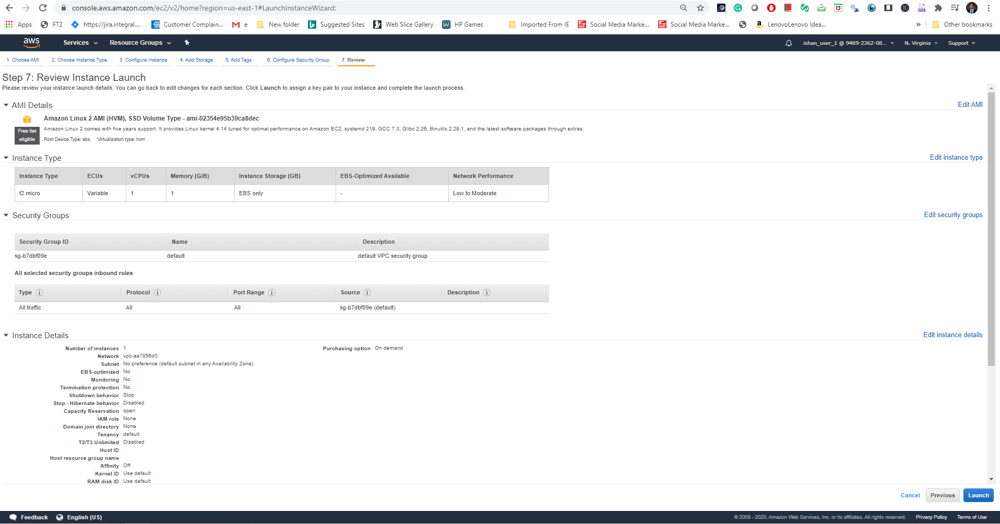 console.aws.amazon.com/ec2/v2/home?region=us-east-1#LaunchInstanceWizard:
Apps FT2 https://jira.integral.... Customer Complain... e New folder Suggested Sites Web Slice Gallery HP Games Imported From IE Social Media Marke... Social Media Marke... LenovoLenovo Idea... » Other bookmarks
aws Services Resource Groups ishan_user_1 @ 9489-2362-08... N. Virginia Support
1. Choose AMI 2. Choose Instance Type 3. Configure Instance 4. Add Storage 5. Add Tags 6. Configure Security Group 7. Review
Step 7: Review Instance Launch
Please review your instance launch details. You can go back to edit changes for each section. Click Launch to assign a key pair to your instance and complete the launch process.
AMI Details Edit AMI
Amazon Linux 2 AMI (HVM), SSD Volume Type - ami-02354e95b39ca8dec
Free tier eligible
Amazon Linux 2 comes with five years support. It provides Linux kernel 4.14 tuned for optimal performance on Amazon EC2, systemd 219, GCC 7.3, Glibc 2.26, Binutils 2.29.1, and the latest software packages through extras.
Root Device Type: ebs Virtualization type: hvm
Instance Type Edit instance type
Instance Type ECUs vCPUs Memory (GiB) Instance Storage (GB) EBS-Optimized Available Network Performance
t2.micro Variable 1 1 EBS only - Low to Moderate
Security Groups Edit security groups
Security Group ID Name Description
sg-b7dbf09e default default VPC security group
All selected security groups inbound rules
Type Protocol Port Range Source Description
All traffic All All sg-b7dbf09e (default)
Instance Details Edit instance details
Number of instances 1 Purchasing option On demand
Network vpc-aa7856d0
Subnet No preference (default subnet in any Availability Zone)
EBS-optimized No
Monitoring No
Termination protection No
Shutdown behavior Stop
Stop - Hibernate behavior Disabled
Capacity Reservation open
IAM role None
Domain join directory None
Tenancy default
T2/T3 Unlimited Disabled
Host ID
Host resource group name
Affinity Off
Kernel ID Use default
RAM disk ID Use default
Cancel Previous Launch
Feedback English (US) © 2008 - 2020, Amazon Web Services, Inc. or its affiliates. All rights reserved. Privacy Policy Terms of Use